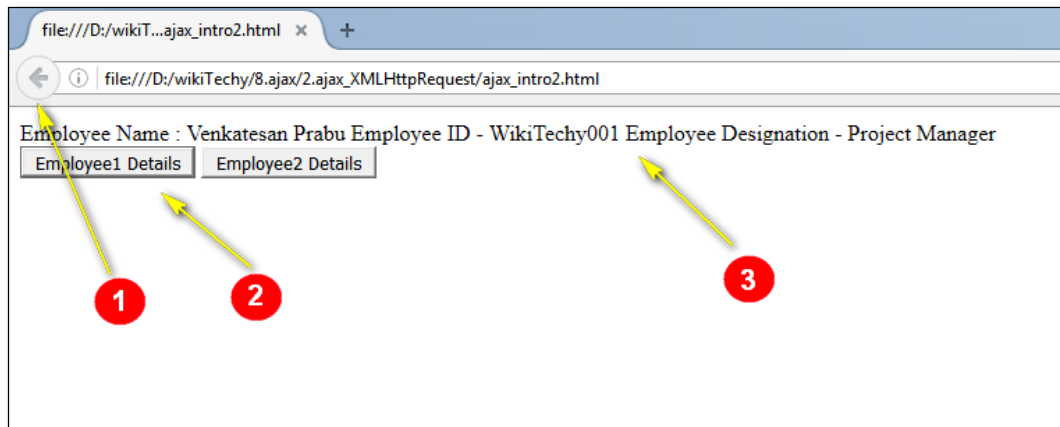 file:///D:/wikiT...ajax_intro2.html × +
file:///D:/wikiTechy/8.ajax/2.ajax_XMLHttpRequest/ajax_intro2.html
Employee Name : Venkatesan Prabu Employee ID - WikiTechy001 Employee Designation - Project Manager
Employee1 Details Employee2 Details
1 2 3